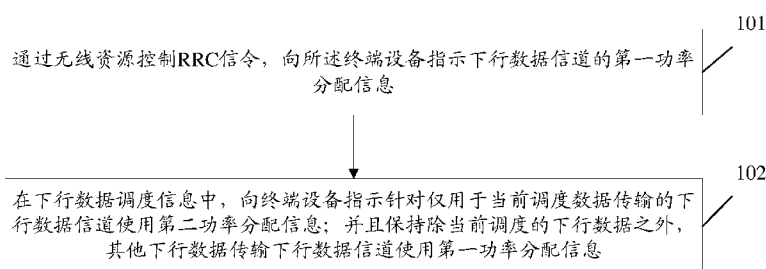 101
通过无线资源控制RRC信令，向所述终端设备指示下行数据信道的第一功率
分配信息
102
在下行数据调度信息中，向终端设备指示针对仅用于当前调度数据传输的下
行数据信道使用第二功率分配信息；并且保持除当前调度的下行数据之外，
其他下行数据传输下行数据信道使用第一功率分配信息